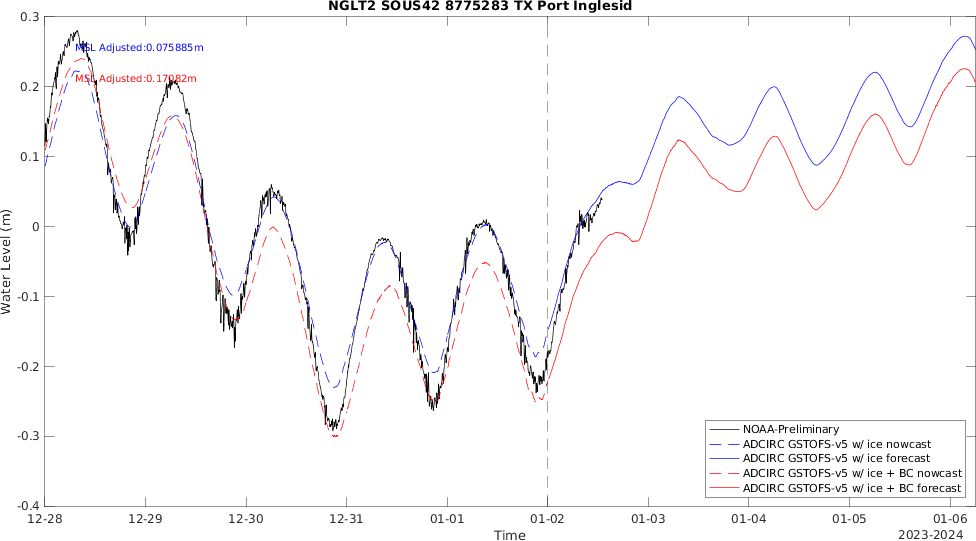 NGLT2 SOUS42 8775283 TX Port Inglesid
MSL Adjusted:0.075885m
MSL Adjusted:0.17982m
Water Level (m)
0.3
0.2
0.1
0
-0.1
-0.2
-0.3
-0.4
NOAA-Preliminary
ADCIRC GSTOFS-v5 w/ ice nowcast
ADCIRC GSTOFS-v5 w/ ice forecast
ADCIRC GSTOFS-v5 w/ ice + BC nowcast
ADCIRC GSTOFS-v5 w/ ice + BC forecast
12-28 12-29 12-30 12-31 01-01 01-02 01-03 01-04 01-05 01-06
Time
2023-2024